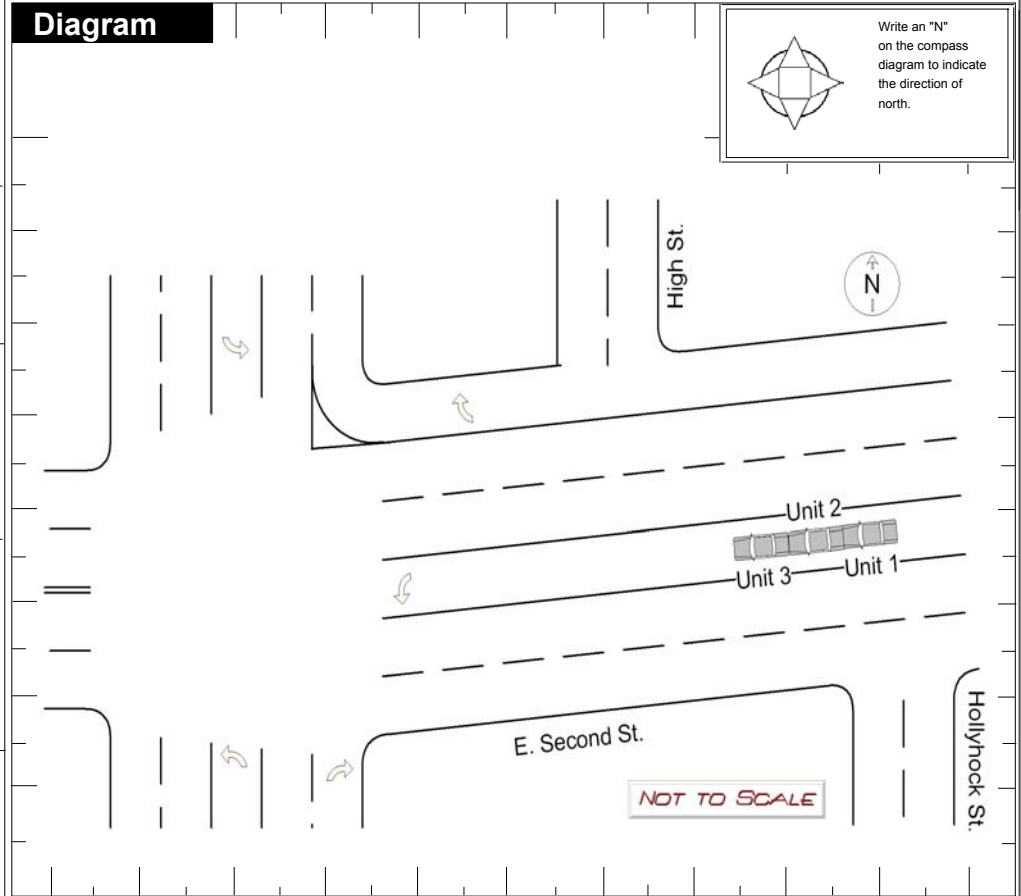 Diagram
Write an "N"
on the compass
diagram to indicate
the direction of
north.
High St.
N
Unit 2
Unit 3
Unit 1
E. Second St.
Hollyhock St.
NOT TO SCALE